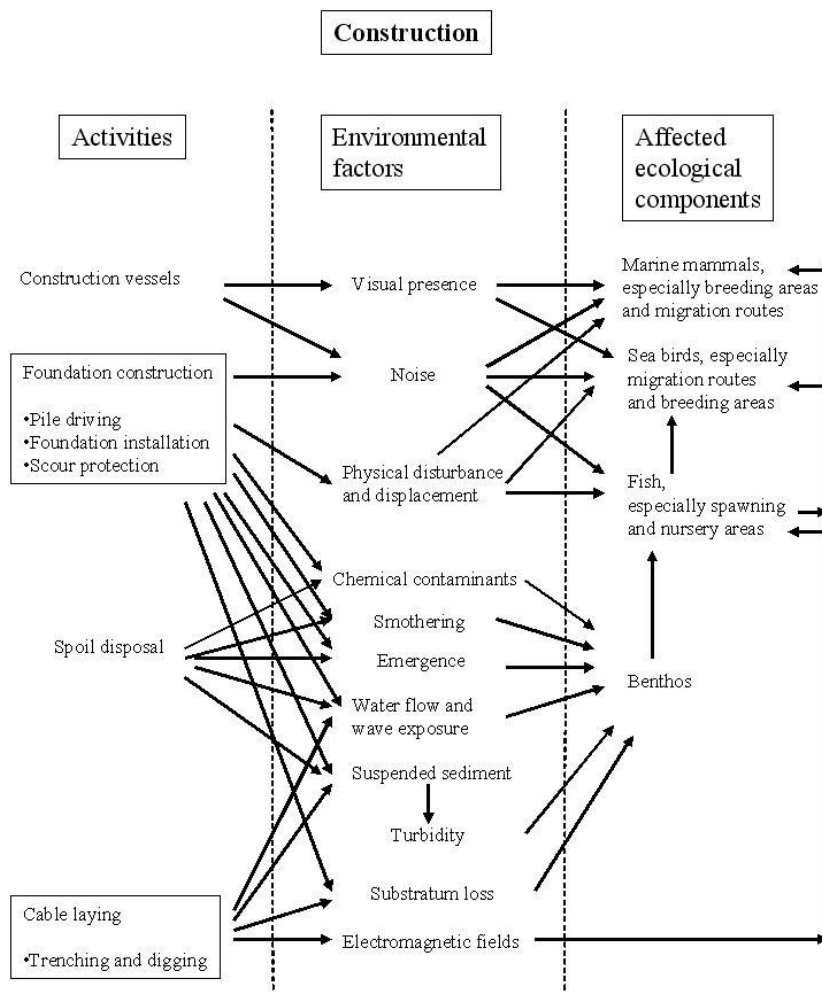 Construction
Activities
Environmental
factors
Affected
ecological
components
Construction vessels
Foundation construction
•Pile driving
•Foundation installation
•Scour protection
Spoil disposal
Cable laying
•Trenching and digging
Visual presence
Noise
Physical disturbance
and displacement
Chemical contaminants
Smothering
Emergence
Water flow and
wave exposure
Suspended sediment
Turbidity
Substratum loss
Electromagnetic fields
Marine mammals,
especially breeding areas
and migration routes
Sea birds, especially
migration routes
and breeding areas
Fish,
especially spawning
and nursery areas
Benthos